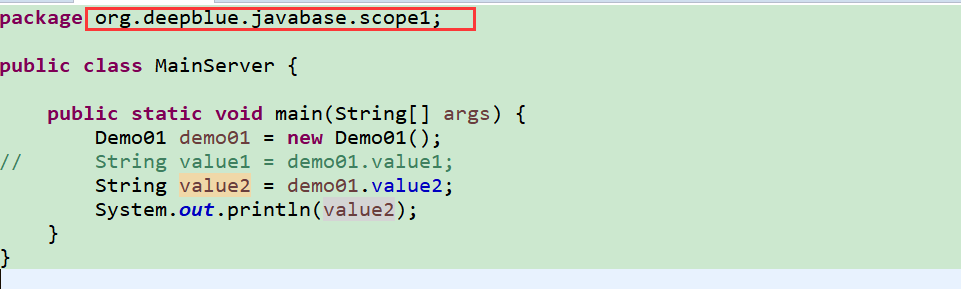 package org.deepblue.javabase.scope1;
public class MainServer {
public static void main(String[] args) {
Demo01 demo01 = new Demo01();
// String value1 = demo01.value1;
String value2 = demo01.value2;
System.out.println(value2);
}
}